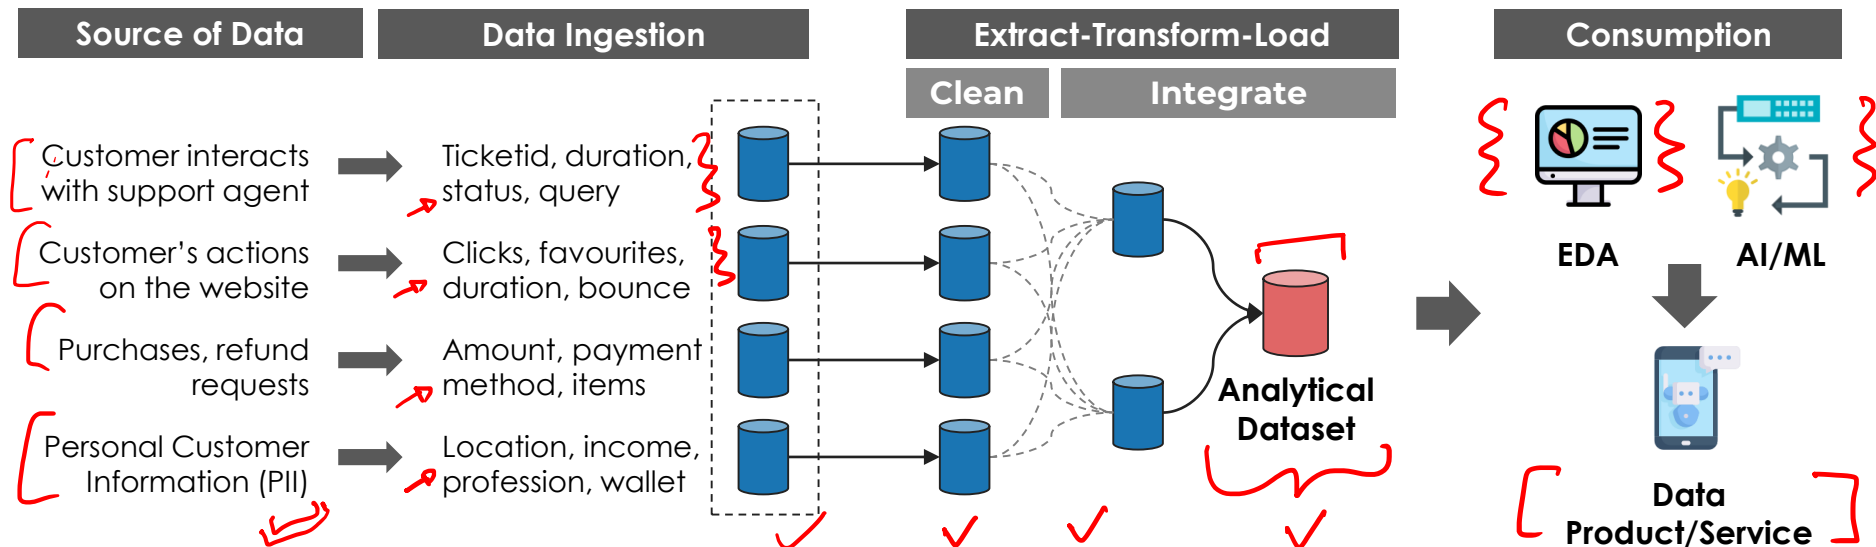 Source of Data
Data Ingestion
Extract-Transform-Load
Consumption
Clean
Integrate
Customer interacts
with support agent
Ticketid, duration,
status, query
Customer's actions
on the website
Clicks, favourites,
duration, bounce
Purchases, refund
requests
Amount, payment
method, items
Personal Customer
Information (PII)
Location, income,
profession, wallet
Analytical
Dataset
EDA
AI/ML
Data
Product/Service